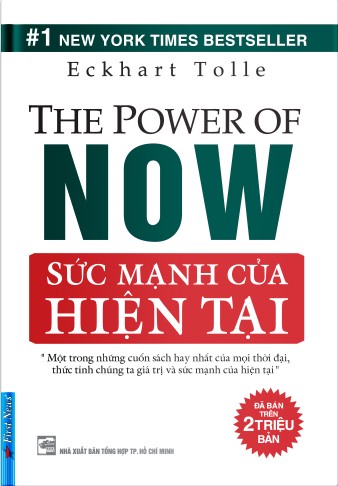 #1 NEW YORK TIMES BESTSELLER
Eckhart Tolle
THE POWER OF
NOW
SỨC MẠNH CỦA
HIỆN TẠI
" Một trong những cuốn sách hay nhất của mọi thời đại,
thức tỉnh chúng ta giá trị và sức mạnh của hiện tại "
ĐÃ BÁN
TRÊN
2 TRIỆU
BẢN
First News
NHÀ XUẤT BẢN TỔNG HỢP TP. HỒ CHÍ MINH